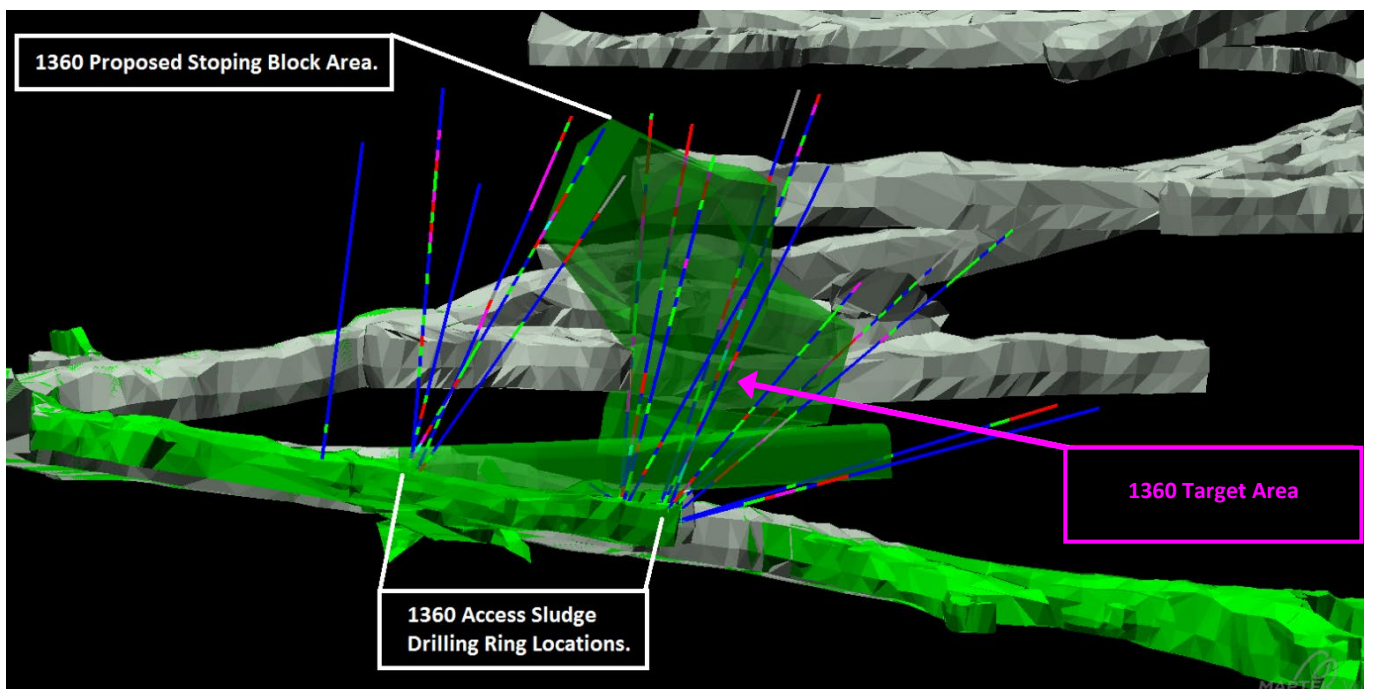 1360 Proposed Stoping Block Area.
1360 Target Area
1360 Access Sludge
Drilling Ring Locations.